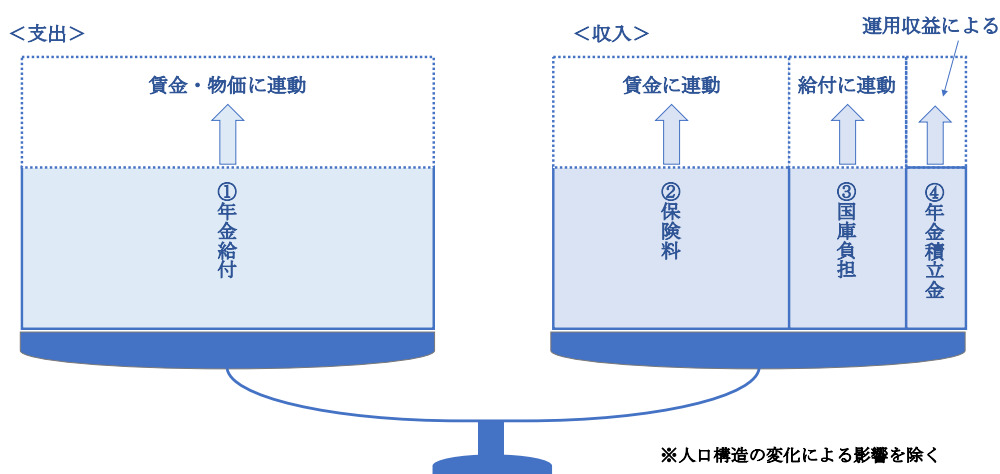 ＜支出＞
賃金・物価に連動
①年金給付
＜収入＞
運用収益による
賃金に連動
給付に連動
②保険料
③国庫負担
④年金積立金
※人口構造の変化による影響を除く